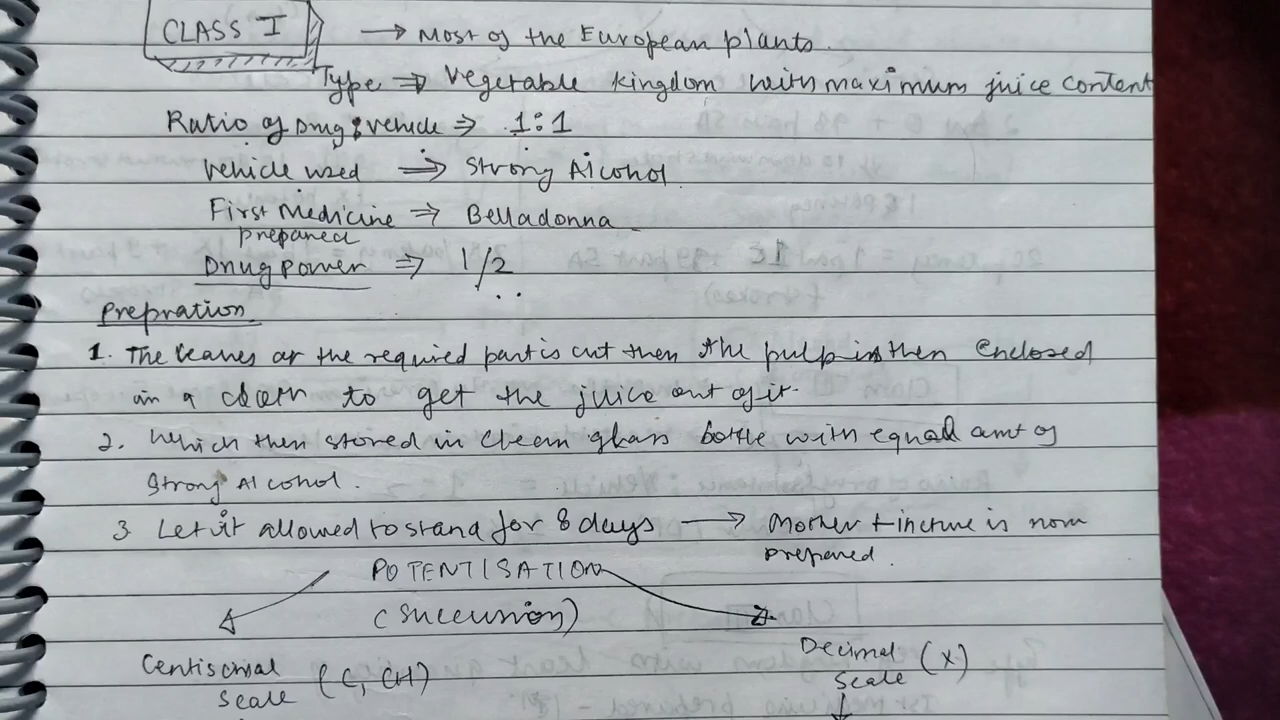 CLASS I → Most of the European plants.
Type ⇒ Vegetable kingdom with maximum juice content
Ratio of Drug & vehicle ⇒ 1:1
Vehicle used ⇒ Strong Alcohol.
First Medicine ⇒ Belladonna
prepared
Drug power ⇒ 1/2
Prepration
1. The leaves or the required part is cut then the pulp is then enclosed
in a cloth to get the juice out of it.
2. Which then stored in clean glass bottle with equal amt of
Strong Alcohol.
3 Let it allowed to stand for 8 days → Mother tincture is now
prepared.
POTENTISATION
(Succussion)
Centiscimal
scale (C, CH)
Decimal
scale (X)